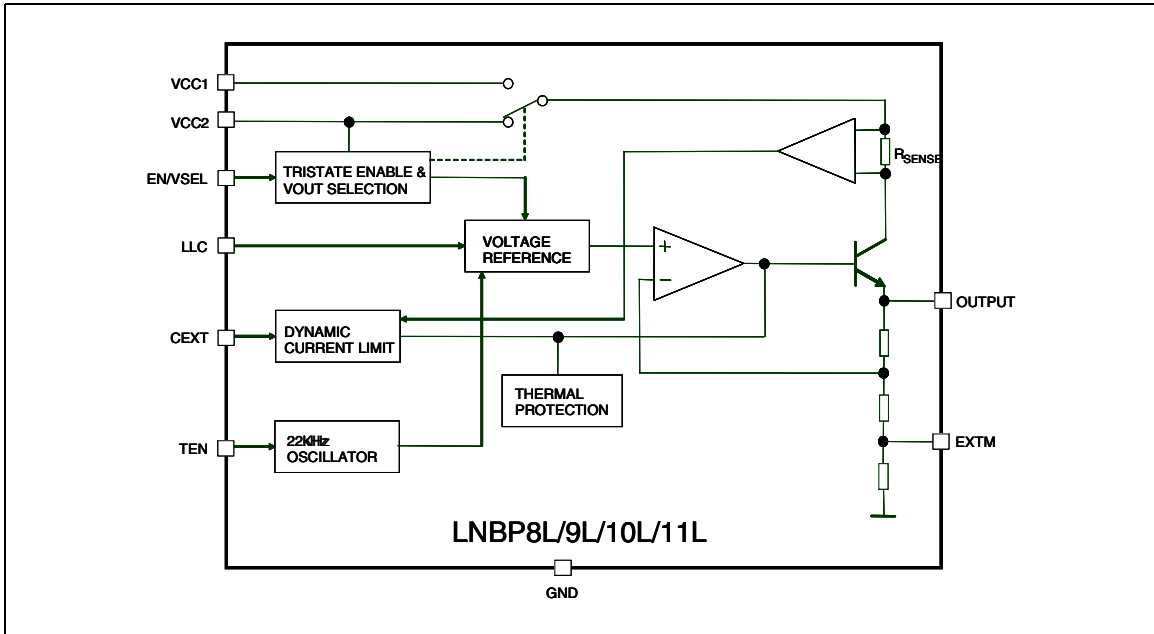 VCC1
VCC2
EN/VSEL
TRISTATE ENABLE &
VOUT SELECTION
RSENSE
LLC
VOLTAGE
REFERENCE
+
−
OUTPUT
CEXT
DYNAMIC
CURRENT LIMIT
THERMAL
PROTECTION
TEN
22KHz
OSCILLATOR
EXTM
LNBP8L/9L/10L/11L
GND